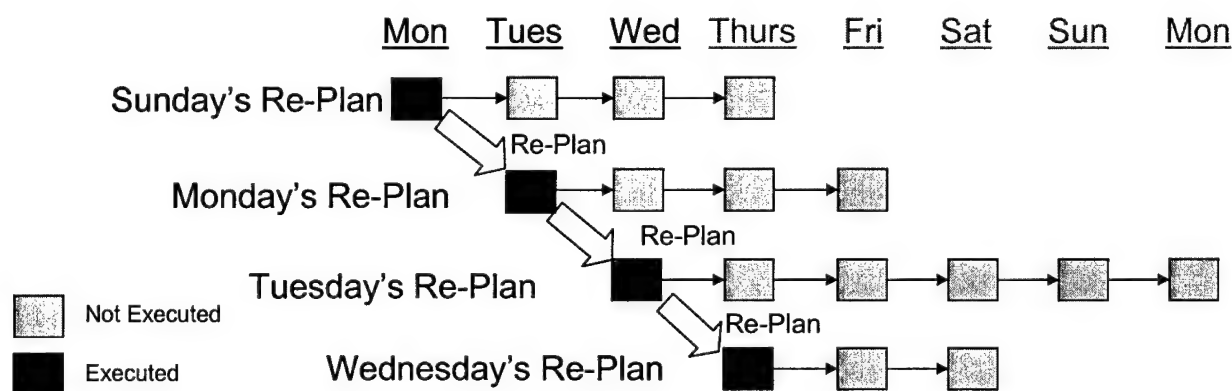 Mon Tues Wed Thurs Fri Sat Sun Mon
Sunday's Re-Plan
Re-Plan
Monday's Re-Plan
Re-Plan
Tuesday's Re-Plan
Not Executed
Re-Plan
Wednesday's Re-Plan
Executed